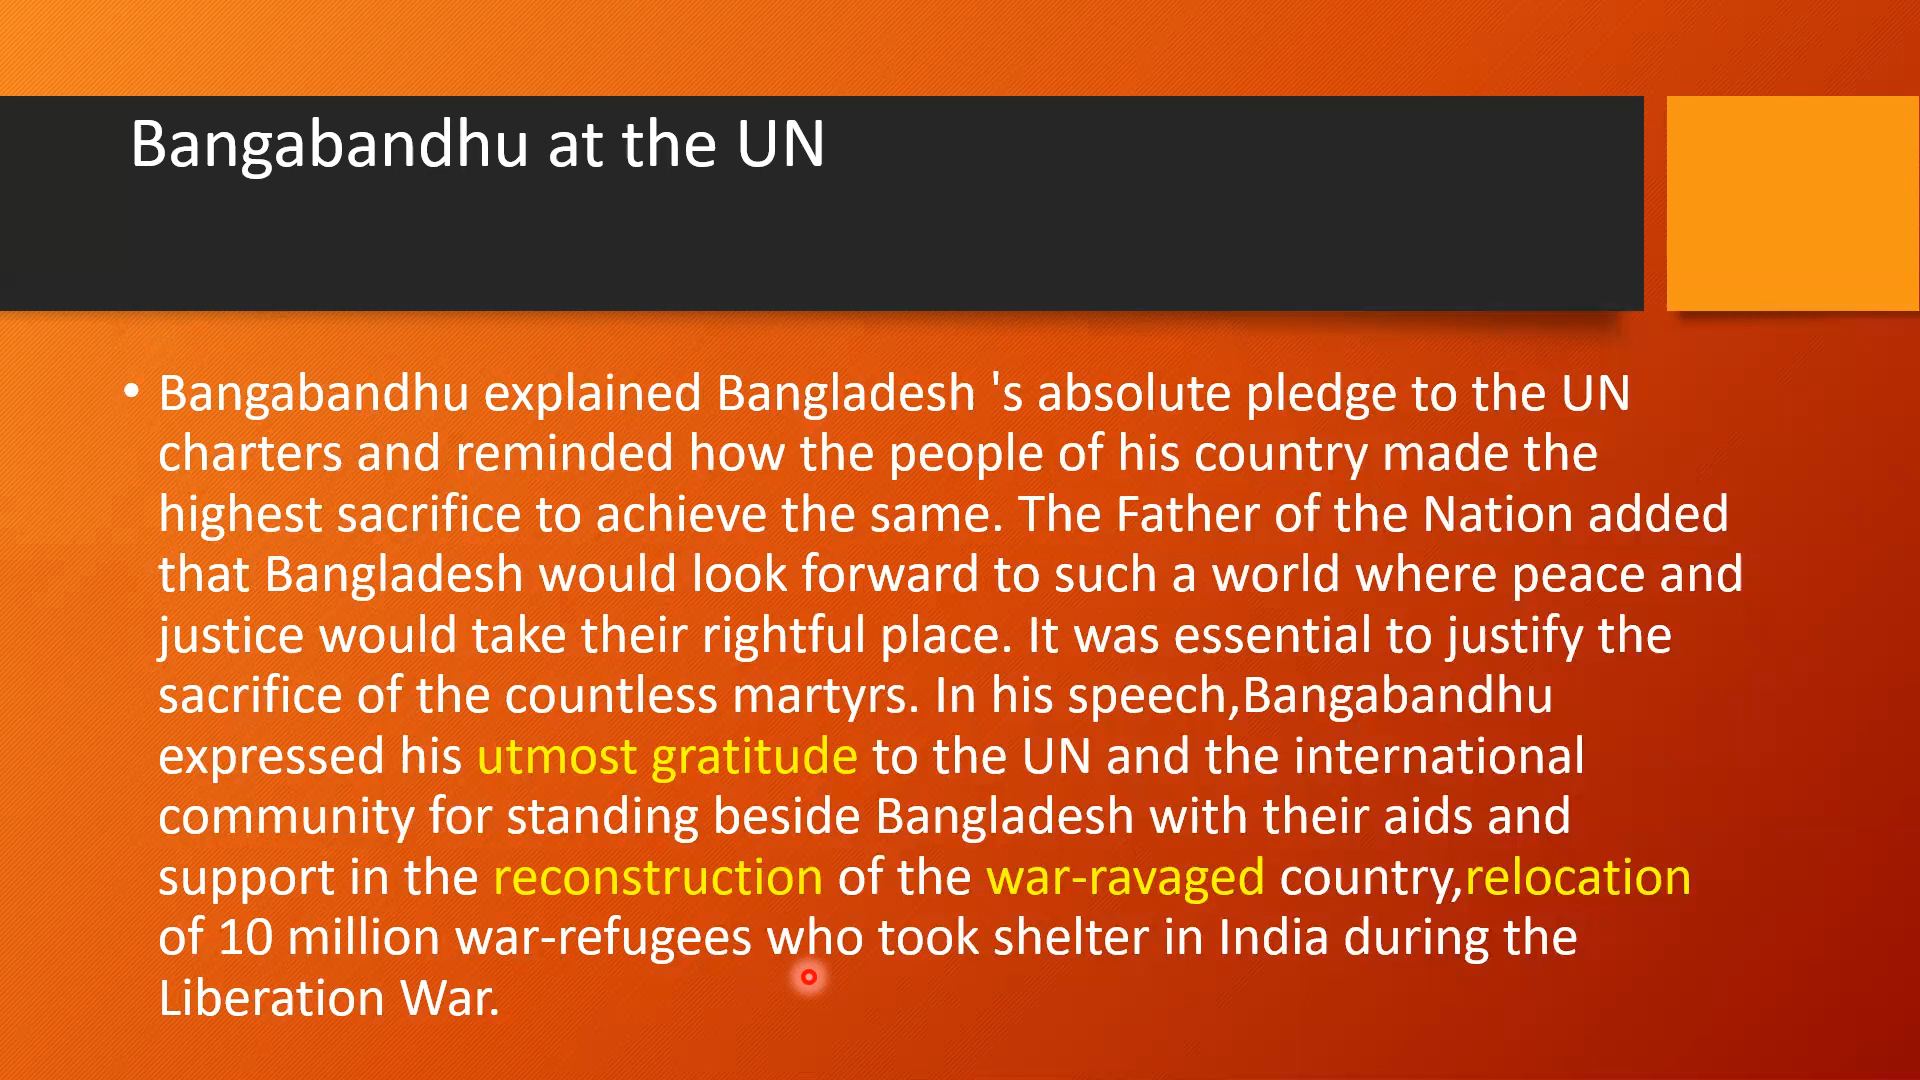 Bangabandhu at the UN
• Bangabandhu explained Bangladesh 's absolute pledge to the UN
charters and reminded how the people of his country made the
highest sacrifice to achieve the same. The Father of the Nation added
that Bangladesh would look forward to such a world where peace and
justice would take their rightful place. It was essential to justify the
sacrifice of the countless martyrs. In his speech,Bangabandhu
expressed his utmost gratitude to the UN and the international
community for standing beside Bangladesh with their aids and
support in the reconstruction of the war-ravaged country,relocation
of 10 million war-refugees who took shelter in India during the
Liberation War.